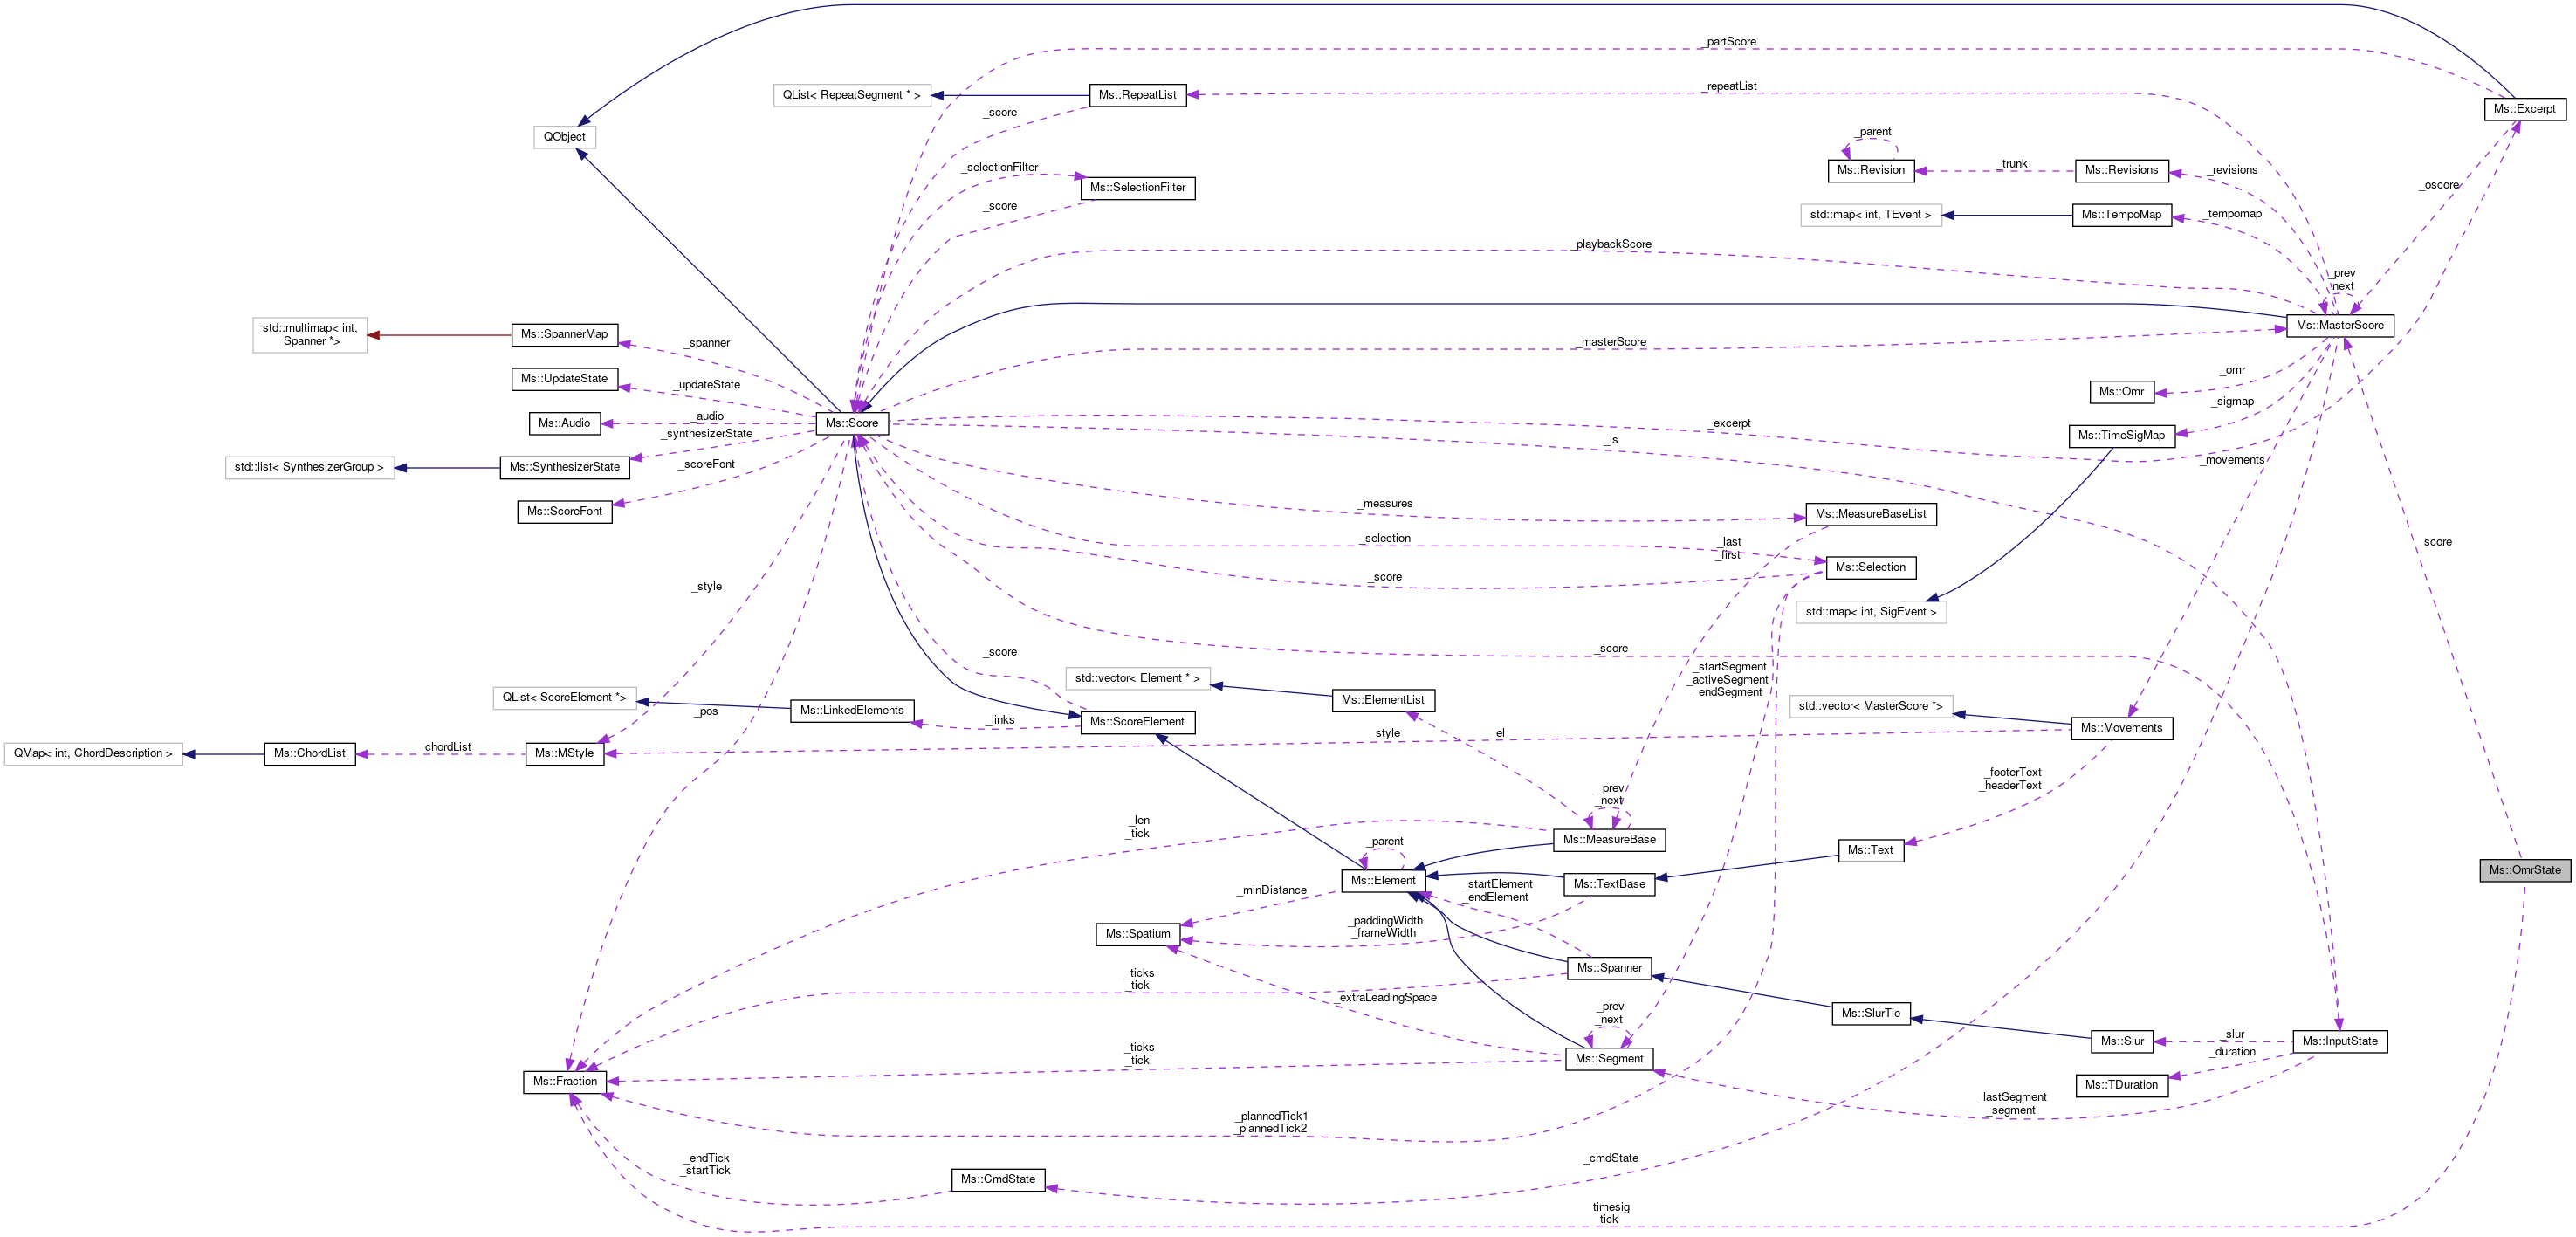 _partScore
_repeatList
QList< RepeatSegment * >
Ms::RepeatList
Ms::Excerpt
_score
QObject
_parent
_selectionFilter
Ms::SelectionFilter
_trunk
Ms::Revision
Ms::Revisions
_revisions
_oscore
_score
std::map< int, TEvent >
Ms::TempoMap
_tempomap
_playbackScore
_prev
_next
std::multimap< int,
Spanner *>
Ms::SpannerMap
_spanner
_masterScore
Ms::MasterScore
Ms::UpdateState
_updateState
_omr
Ms::Omr
_sigmap
Ms::Audio
_audio
Ms::Score
_excerpt
_is
Ms::TimeSigMap
_synthesizerState
std::list< SynthesizerGroup >
Ms::SynthesizerState
_scoreFont
_movements
Ms::ScoreFont
_measures
Ms::MeasureBaseList
_selection
_last
_first
score
Ms::Selection
_score
_style
std::map< int, SigEvent >
_score
_score
std::vector< Element * >
_startSegment
_activeSegment
_endSegment
QList< ScoreElement *>
Ms::LinkedElements
_links
Ms::ScoreElement
Ms::ElementList
std::vector< MasterScore *>
Ms::Movements
_pos
_style
_el
QMap< int, ChordDescription >
Ms::ChordList
_chordList
Ms::MStyle
_footerText
_headerText
_prev
_next
_len
_tick
Ms::MeasureBase
_parent
Ms::Text
Ms::OmrState
Ms::Element
Ms::TextBase
_minDistance
_startElement
_endElement
_paddingWidth
_frameWidth
Ms::Spatium
Ms::Spanner
_ticks
_tick
_extraLeadingSpace
_prev
_next
Ms::SlurTie
Ms::Slur
_slur
Ms::InputState
_duration
_ticks
_tick
Ms::Segment
Ms::Fraction
Ms::TDuration
_lastSegment
_segment
_plannedTick1
_plannedTick2
_endTick
_startTick
Ms::CmdState
_cmdState
timesig
tick